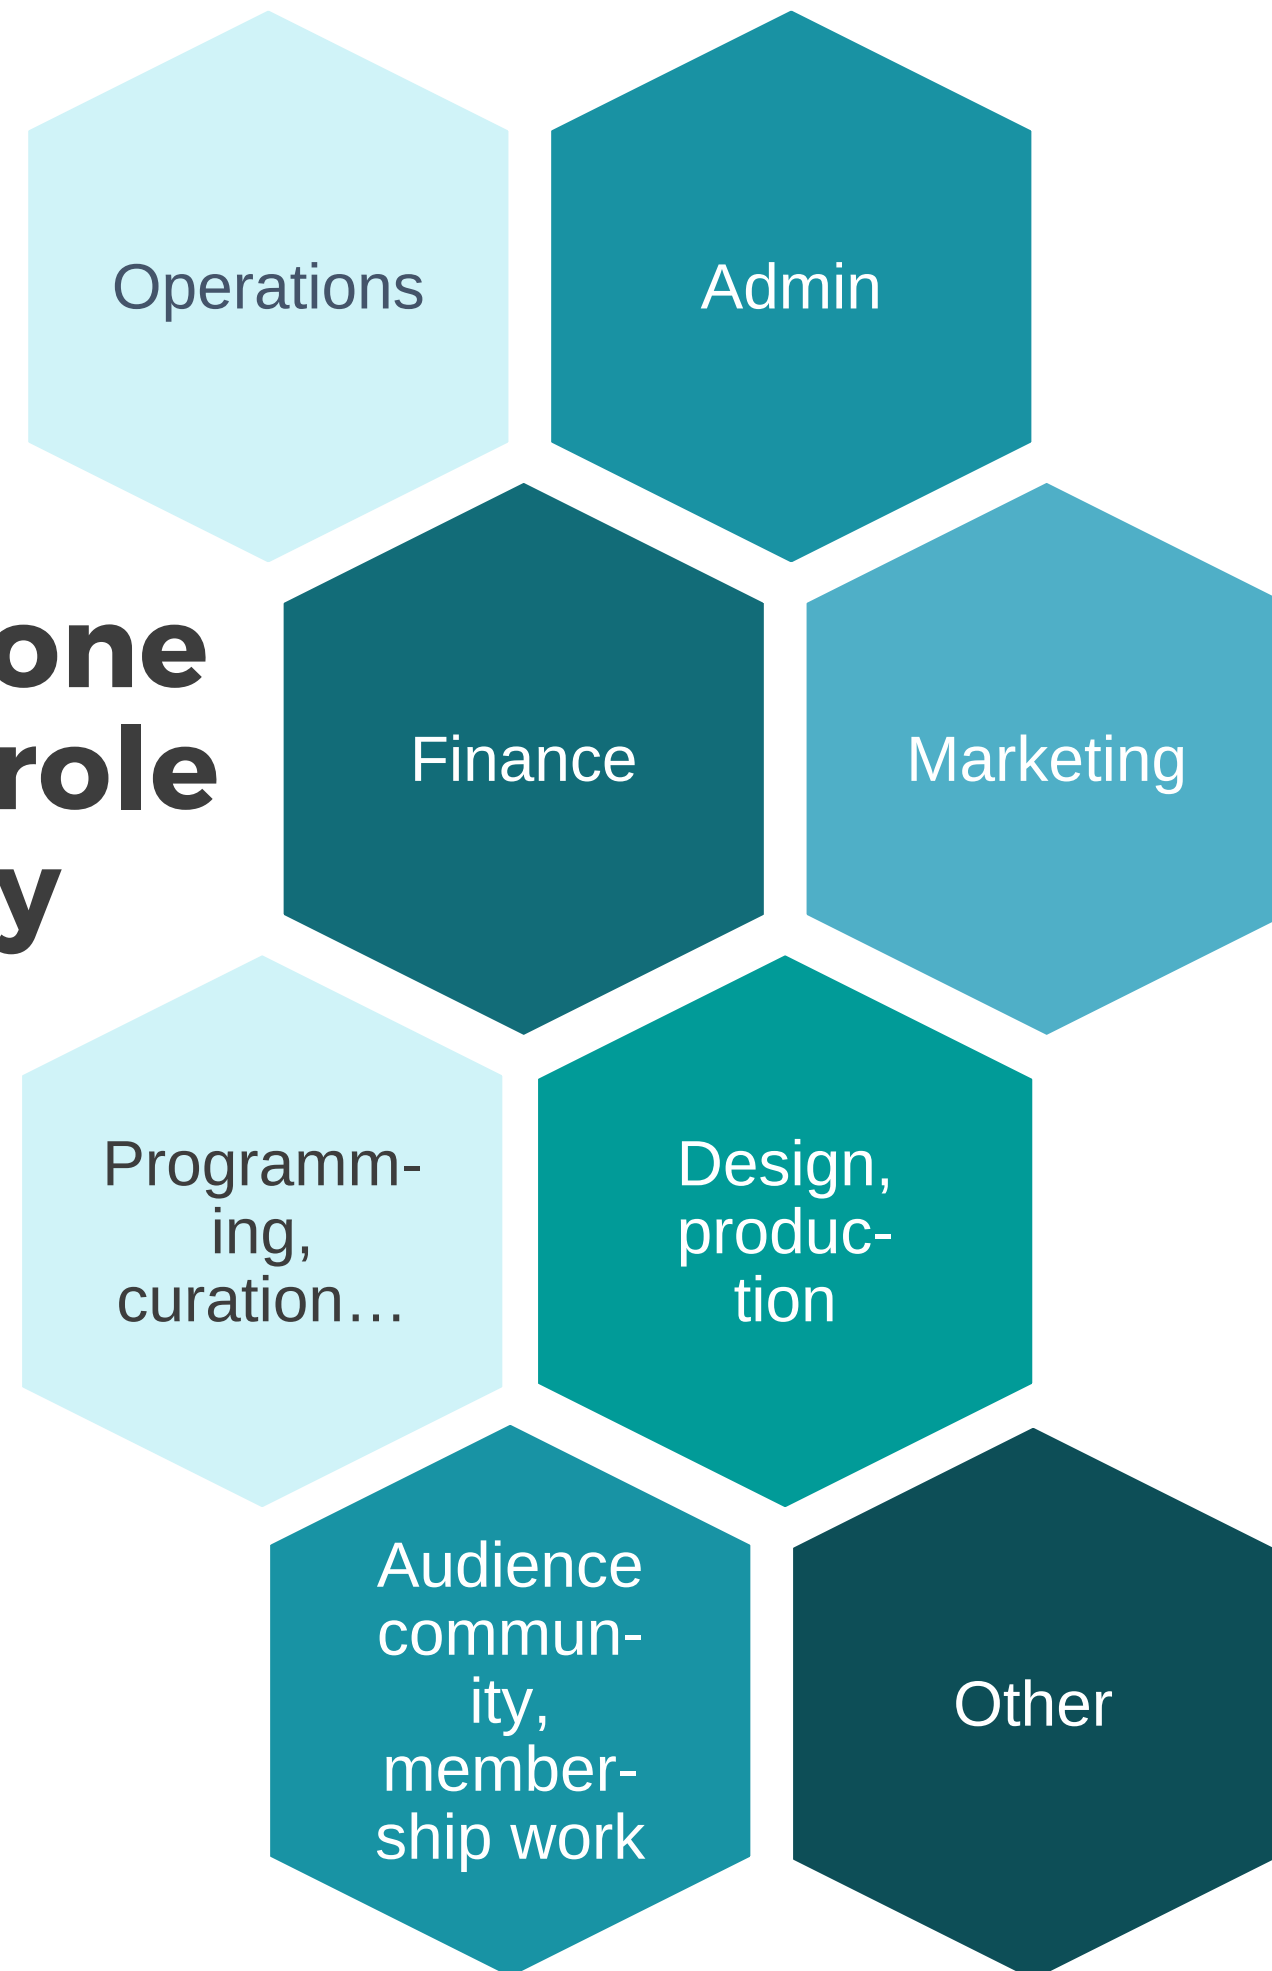 Operations
Admin
one
role
y
Finance
Marketing
Programm-
ing,
curation…
Design,
produc-
tion
Audience
commun-
ity,
member-
ship work
Other